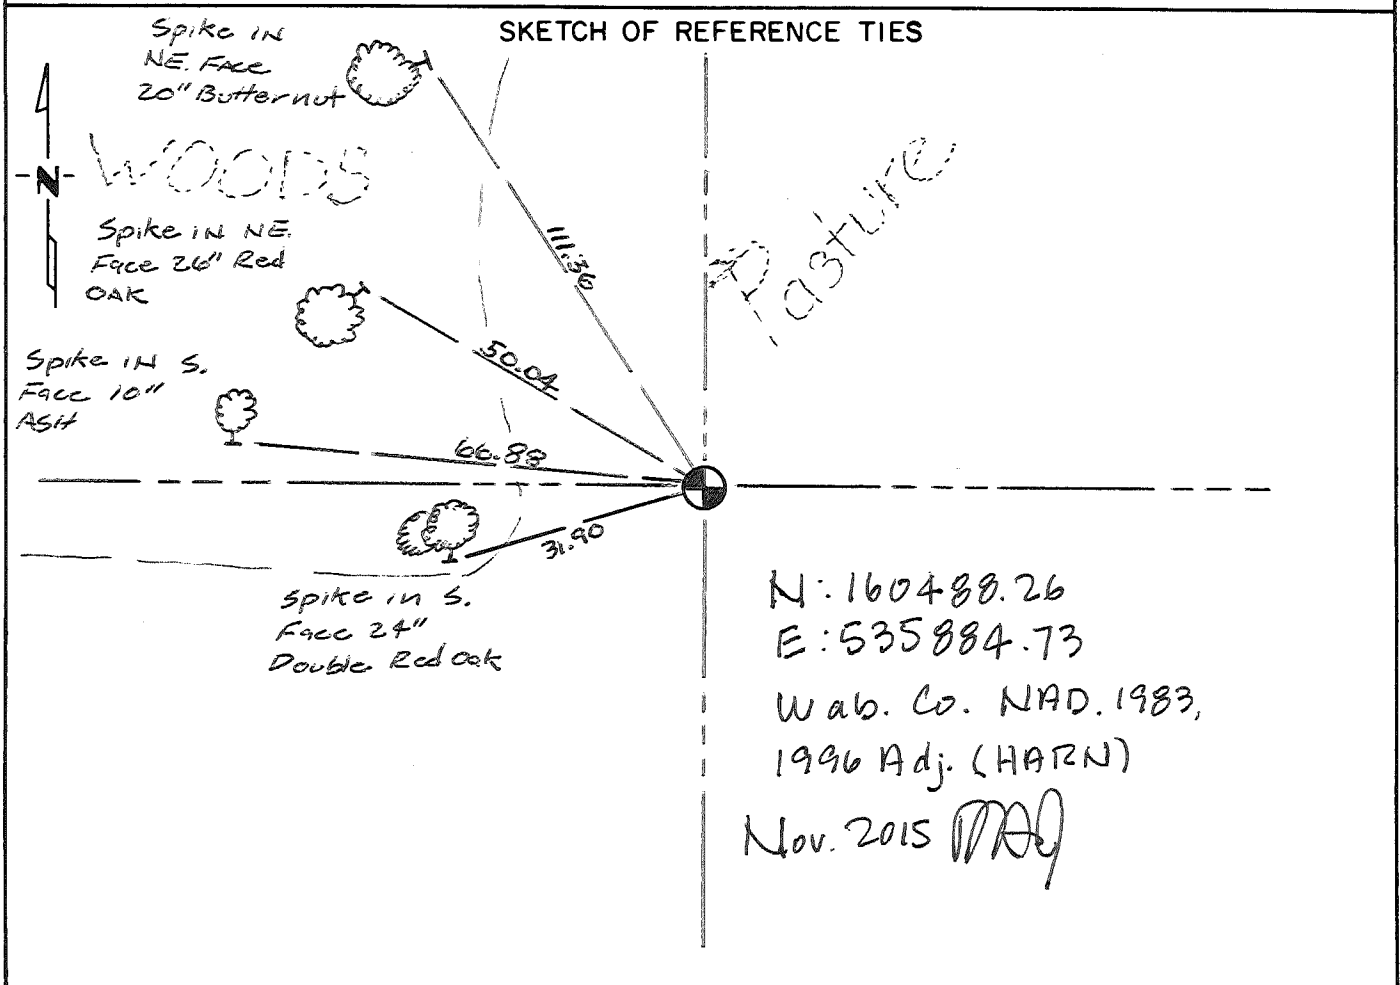 SKETCH OF REFERENCE TIES
Spike in
NE. Face
20" Butternut
N
WOODS
Pasture
Spike in NE.
Face 26" Red
OAK
111.36
50.04
Spike in S.
Face 10"
ASH
66.88
31.90
Spike in S.
Face 24"
Double Red Oak
N: 160488.26
E: 535884.73
Wab. Co. NAD. 1983,
1996 Adj. (HARN)
Nov. 2015